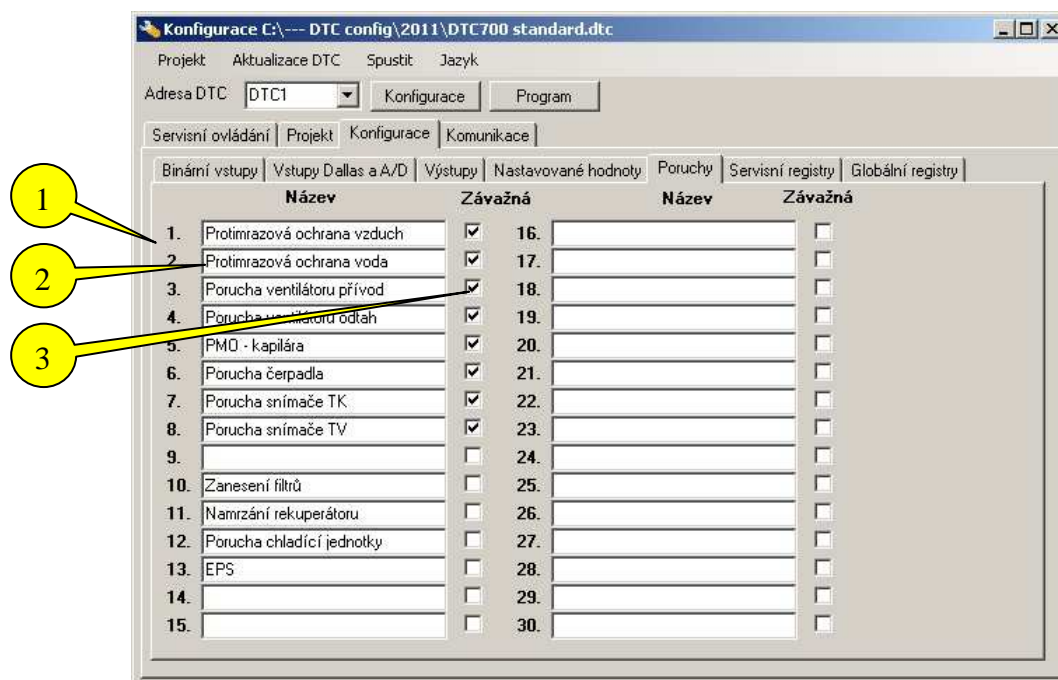 Konfigurace C:\--- DTC config\2011\DTC700 standard.dtc
Projekt Aktualizace DTC Spustit Jazyk
Adresa DTC DTC1 Konfigurace Program
Servisní ovládání Projekt Konfigurace Komunikace
Binární vstupy Vstupy Dallas a A/D Výstupy Nastavované hodnoty Poruchy Servisní registry Globální registry
Název Závažná Název Závažná
1
1. Protimrazová ochrana vzduch 16.
2. Protimrazová ochrana voda 17.
2
3. Porucha ventilátoru přívod 18.
4. Porucha ventilátoru odtah 19.
3
5. PMO - kapilára 20.
6. Porucha čerpadla 21.
7. Porucha snímače TK 22.
8. Porucha snímače TV 23.
9. 24.
10. Zanesení filtrů 25.
11. Namrzání rekuperátoru 26.
12. Porucha chladící jednotky 27.
13. EPS 28.
14. 29.
15. 30.